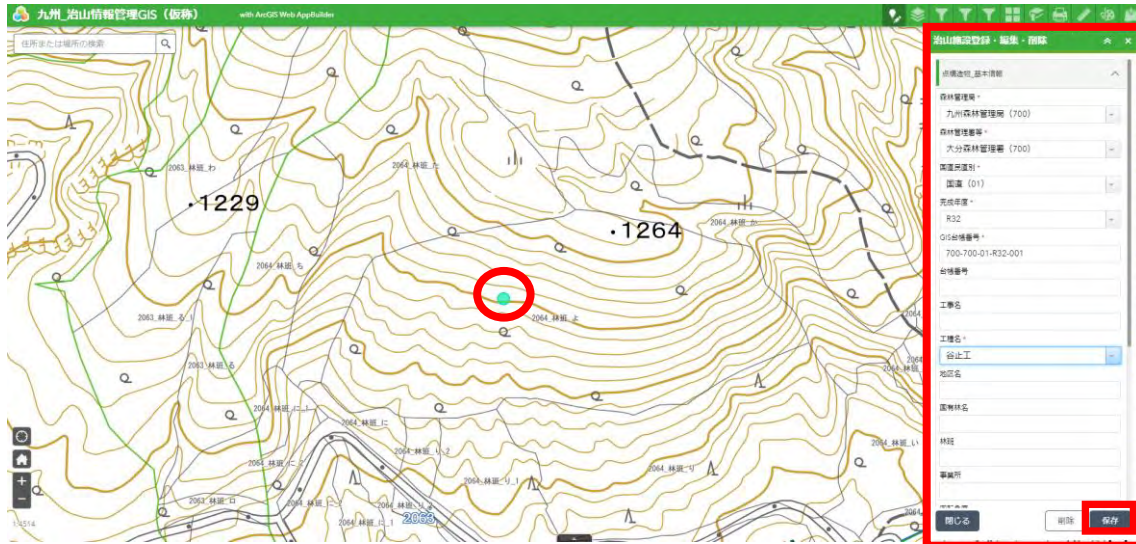 九州_治山情報管理GIS（仮称）
with ArcGIS Web AppBuilder
住所または場所の検索
治山施設登録・編集・削除
点構造物_基本情報
森林管理局*
九州森林管理局（700）
森林管理署等*
大分森林管理署（700）
国直民直別*
国直（01）
完成年度*
R32
GIS台帳番号*
700-700-01-R32-001
台帳番号
工事名
工種名*
谷止工
地区名
国有林名
林班
事業所
閉じる
削除
保存
2063_林班_わ
2064_林班_た
・1229
・1264
2064_林班_か
2064_林班_ち
2063_林班_る_1
2064_林班_よ
2063_林班_る
2064_林班_に_1
2064_林班_に
2064_林班_り_2
2064_林班_い
2064_林班_に_2
2064_林班_り_1
2064_林班_り
2063_林班_ロ
2064_林班_に_1
2063
+
−
1:4514